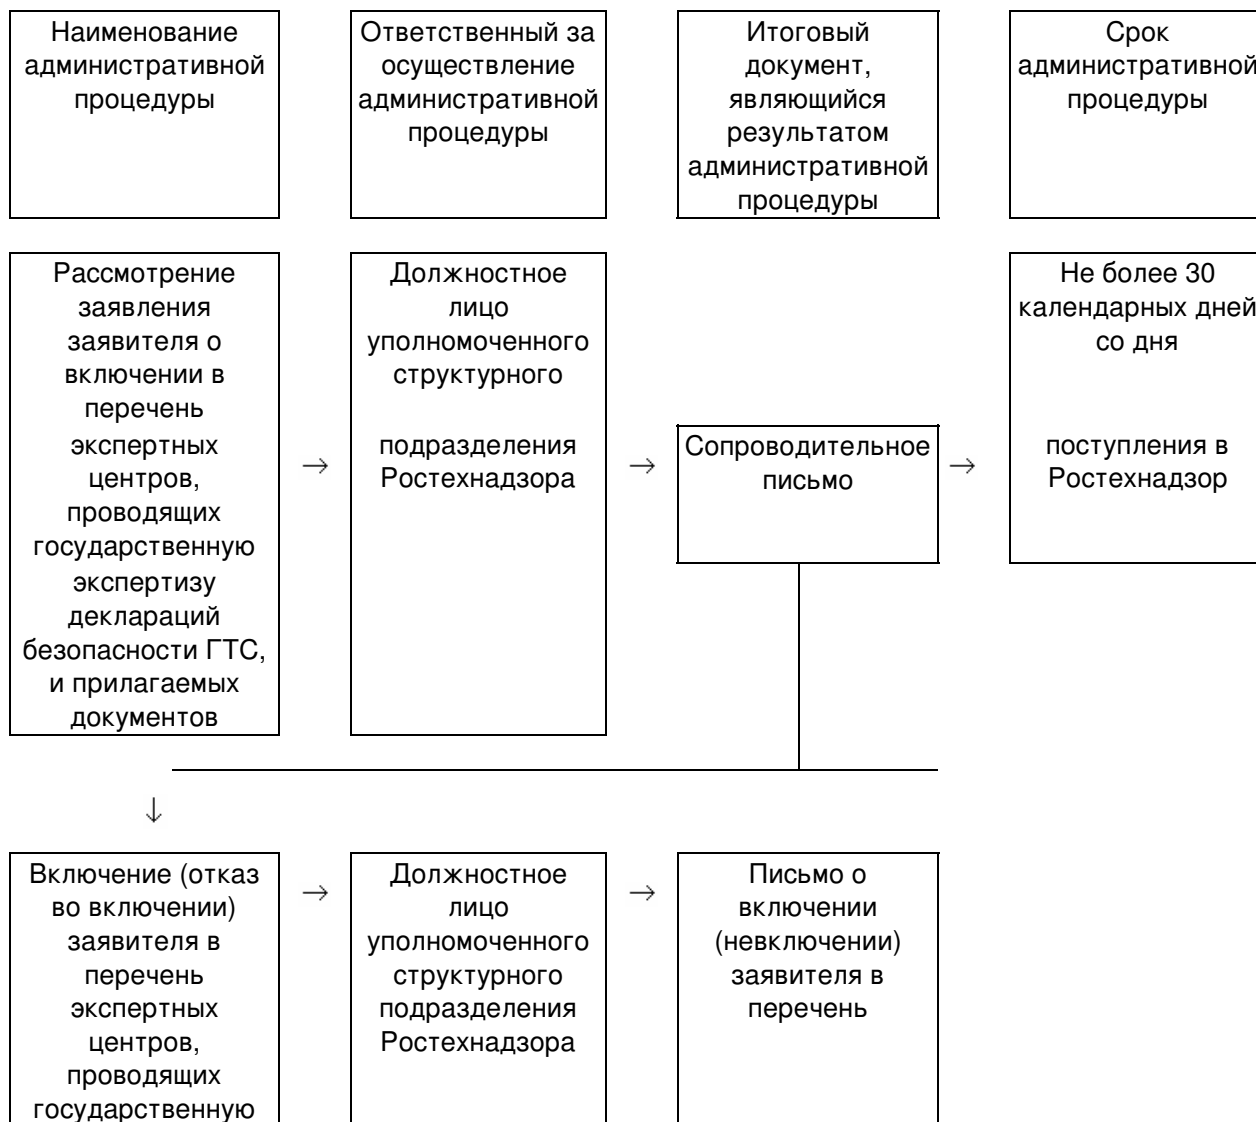 Наименование
административной
процедуры
Ответственный за
осуществление
административной
процедуры
Итоговый
документ,
являющийся
результатом
административной
процедуры
Срок
административной
процедуры
Рассмотрение
заявления
заявителя о
включении в
перечень
экспертных
центров,
проводящих
государственную
экспертизу
деклараций
безопасности ГТС,
и прилагаемых
документов
→
Должностное
лицо
уполномоченного
структурного
подразделения
Ростехнадзора
→
Сопроводительное
письмо
→
Не более 30
календарных дней
со дня
поступления в
Ростехнадзор
↓
Включение (отказ
во включении)
заявителя в
перечень
экспертных
центров,
проводящих
государственную
→
Должностное
лицо
уполномоченного
структурного
подразделения
Ростехнадзора
→
Письмо о
включении
(невключении)
заявителя в
перечень